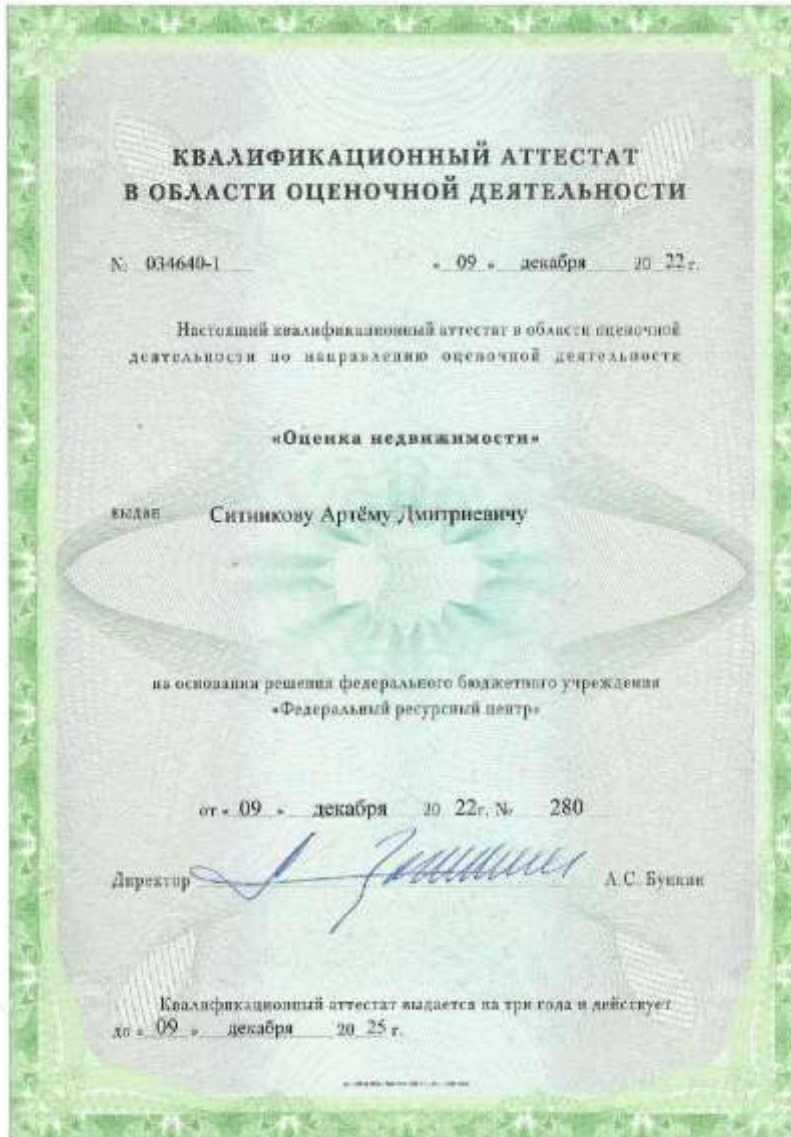 КВАЛИФИКАЦИОННЫЙ АТТЕСТАТ
В ОБЛАСТИ ОЦЕНОЧНОЙ ДЕЯТЕЛЬНОСТИ
№ 034640-1 « 09 » декабря 20 22 г.
Настоящий квалификационный аттестат в области оценочной
деятельности по направлению оценочной деятельности
«Оценка недвижимости»
выдан Ситникову Артёму Дмитриевичу
на основании решения федерального бюджетного учреждения
«Федеральный ресурсный центр»
от « 09 » декабря 20 22г. № 280
Директор А.С. Бункин
Квалификационный аттестат выдается на три года и действует
до « 09 » декабря 20 25 г.